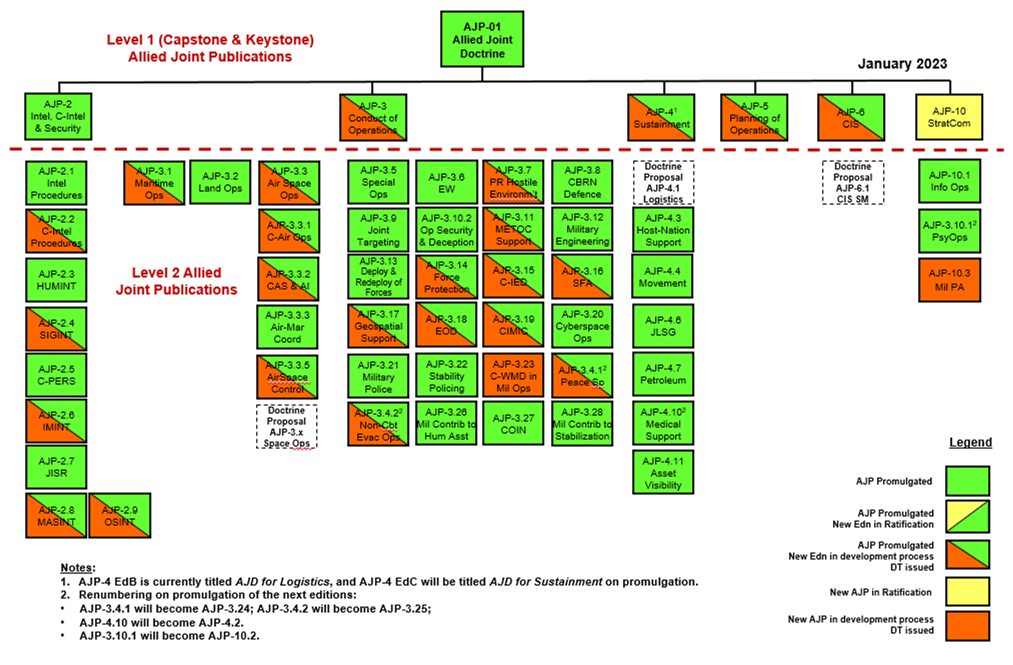 AJP-01
Allied Joint
Doctrine
Level 1 (Capstone & Keystone)
Allied Joint Publications
January 2023
AJP-2
Intel, C-Intel
& Security
AJP-3
Conduct of
Operations
AJP-4¹
Sustainment
AJP-5
Planning of
Operations
AJP-6
CIS
AJP-10
StratCom
AJP-2.1
Intel
Procedures
AJP-2.2
C-Intel
Procedures
AJP-2.3
HUMINT
AJP-2.4
SIGINT
AJP-2.5
C-PERS
AJP-2.6
IMINT
AJP-2.7
JISR
AJP-2.8
MASINT
AJP-2.9
OSINT
AJP-3.1
Maritime
Ops
AJP-3.2
Land Ops
Level 2 Allied
Joint Publications
AJP-3.3
Air Space
Ops
AJP-3.3.1
C-Air Ops
AJP-3.3.2
CAS & AI
AJP-3.3.3
Air-Mar
Coord
AJP-3.3.5
AirSpace
Control
Doctrine
Proposal
AJP-3.x
Space Ops
AJP-3.5
Special
Ops
AJP-3.9
Joint
Targeting
AJP-3.13
Deploy &
Redeploy of
Forces
AJP-3.17
Geospatial
Support
AJP-3.21
Military
Police
AJP-3.4.2²
Non-Cbt
Evac Ops
AJP-3.6
EW
AJP-3.10.2
Op Security
& Deception
AJP-3.14
Force
Protection
AJP-3.18
EOD
AJP-3.22
Stability
Policing
AJP-3.26
Mil Contrib to
Hum Asst
AJP-3.7
PR Hostile
Environm't
AJP-3.11
METOC
Support
AJP-3.15
C-IED
AJP-3.19
CIMIC
AJP-3.23
C-WMD in
Mil Ops
AJP-3.27
COIN
AJP-3.8
CBRN
Defence
AJP-3.12
Military
Engineering
AJP-3.16
SFA
AJP-3.20
Cyberspace
Ops
AJP-3.4.1²
Peace Sp
AJP-3.28
Mil Contrib to
Stabilization
Doctrine
Proposal
AJP-4.1
Logistics
AJP-4.3
Host-Nation
Support
AJP-4.4
Movement
AJP-4.6
JLSG
AJP-4.7
Petroleum
AJP-4.10²
Medical
Support
AJP-4.11
Asset
Visibility
Doctrine
Proposal
AJP-6.1
CIS SM
AJP-10.1
Info Ops
AJP-3.10.1²
PsyOps
AJP-10.3
Mil PA
Legend
AJP Promulgated
AJP Promulgated
New Edn in Ratification
AJP Promulgated
New Edn in development process
DT issued
New AJP in Ratification
New AJP in development process
DT issued
Notes:
1. AJP-4 EdB is currently titled AJD for Logistics, and AJP-4 EdC will be titled AJD for Sustainment on promulgation.
2. Renumbering on promulgation of the next editions:
• AJP-3.4.1 will become AJP-3.24; AJP-3.4.2 will become AJP-3.25;
• AJP-4.10 will become AJP-4.2.
• AJP-3.10.1 will become AJP-10.2.